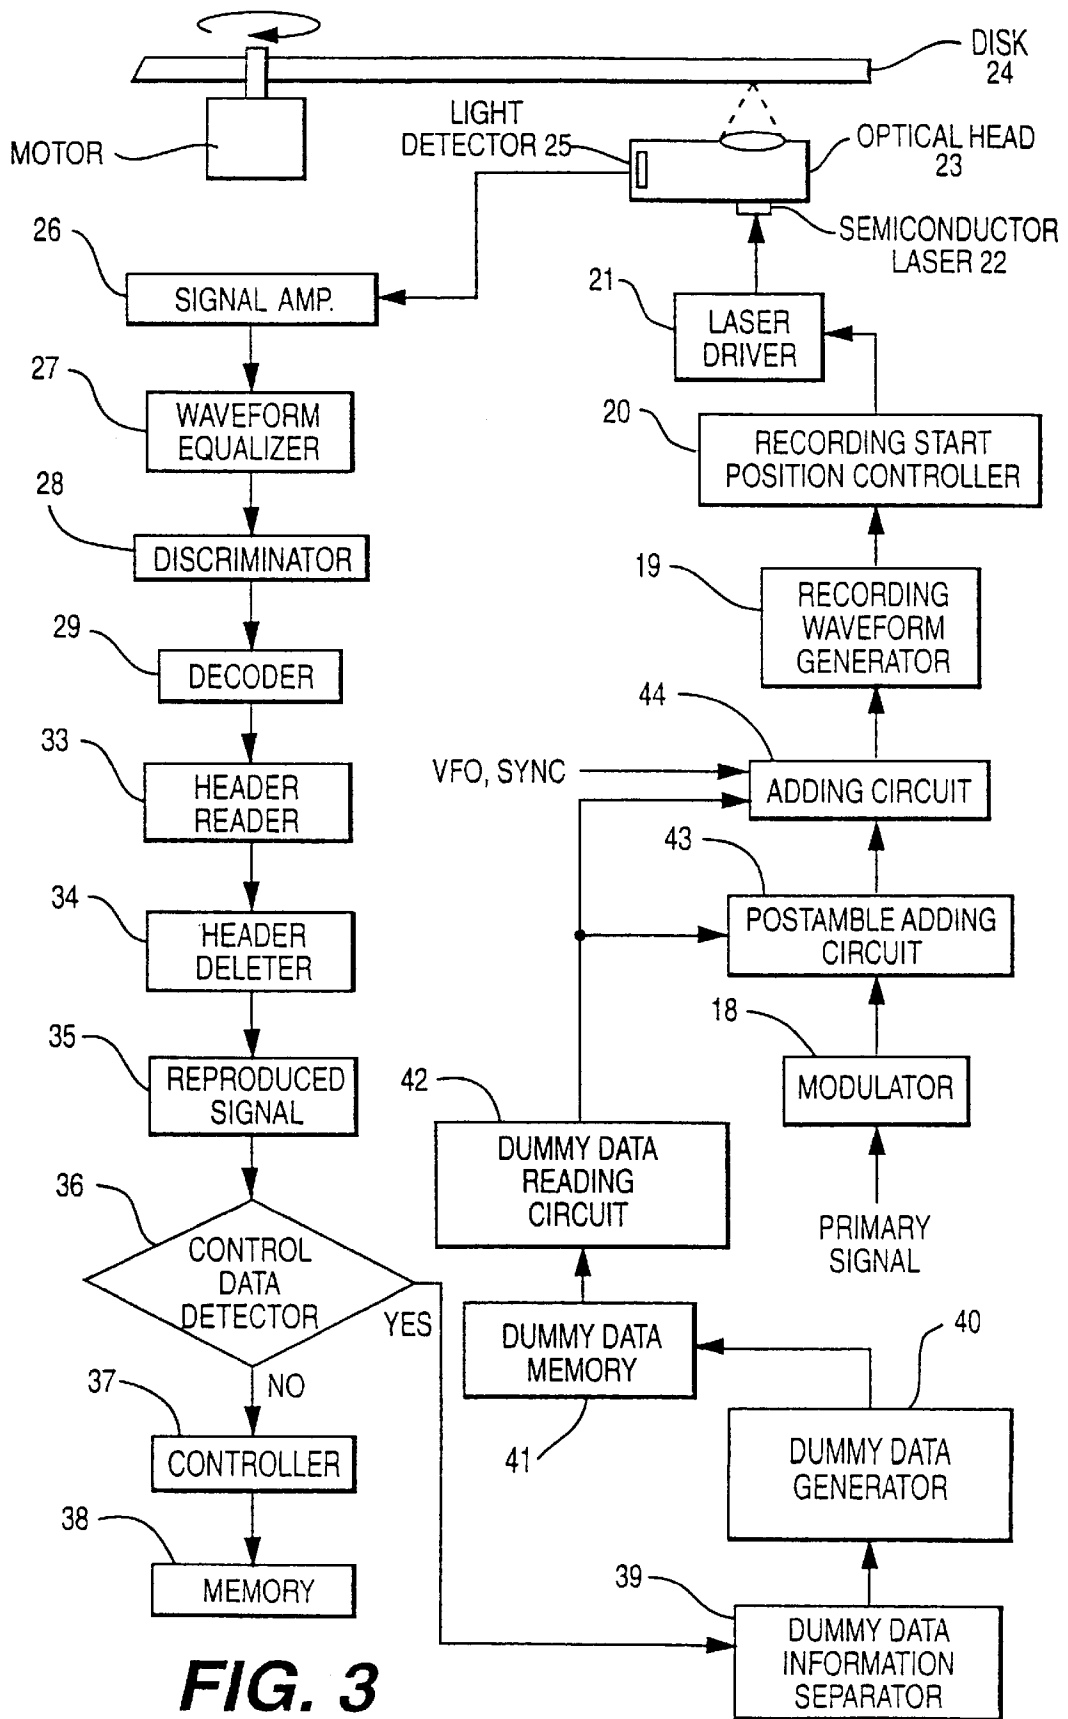 DISK
24
MOTOR
LIGHT
DETECTOR 25
OPTICAL HEAD
23
SEMICONDUCTOR
LASER 22
26
SIGNAL AMP.
21
LASER
DRIVER
27
WAVEFORM
EQUALIZER
20
RECORDING START
POSITION CONTROLLER
28
DISCRIMINATOR
19
RECORDING
WAVEFORM
GENERATOR
29
DECODER
44
33
HEADER
READER
VFO, SYNC
ADDING CIRCUIT
43
34
HEADER
DELETER
POSTAMBLE ADDING
CIRCUIT
18
35
REPRODUCED
SIGNAL
42
MODULATOR
DUMMY DATA
READING
CIRCUIT
36
CONTROL
DATA
DETECTOR
YES
PRIMARY
SIGNAL
DUMMY DATA
MEMORY
40
37
NO
CONTROLLER
41
DUMMY DATA
GENERATOR
38
MEMORY
39
DUMMY DATA
INFORMATION
SEPARATOR
FIG. 3